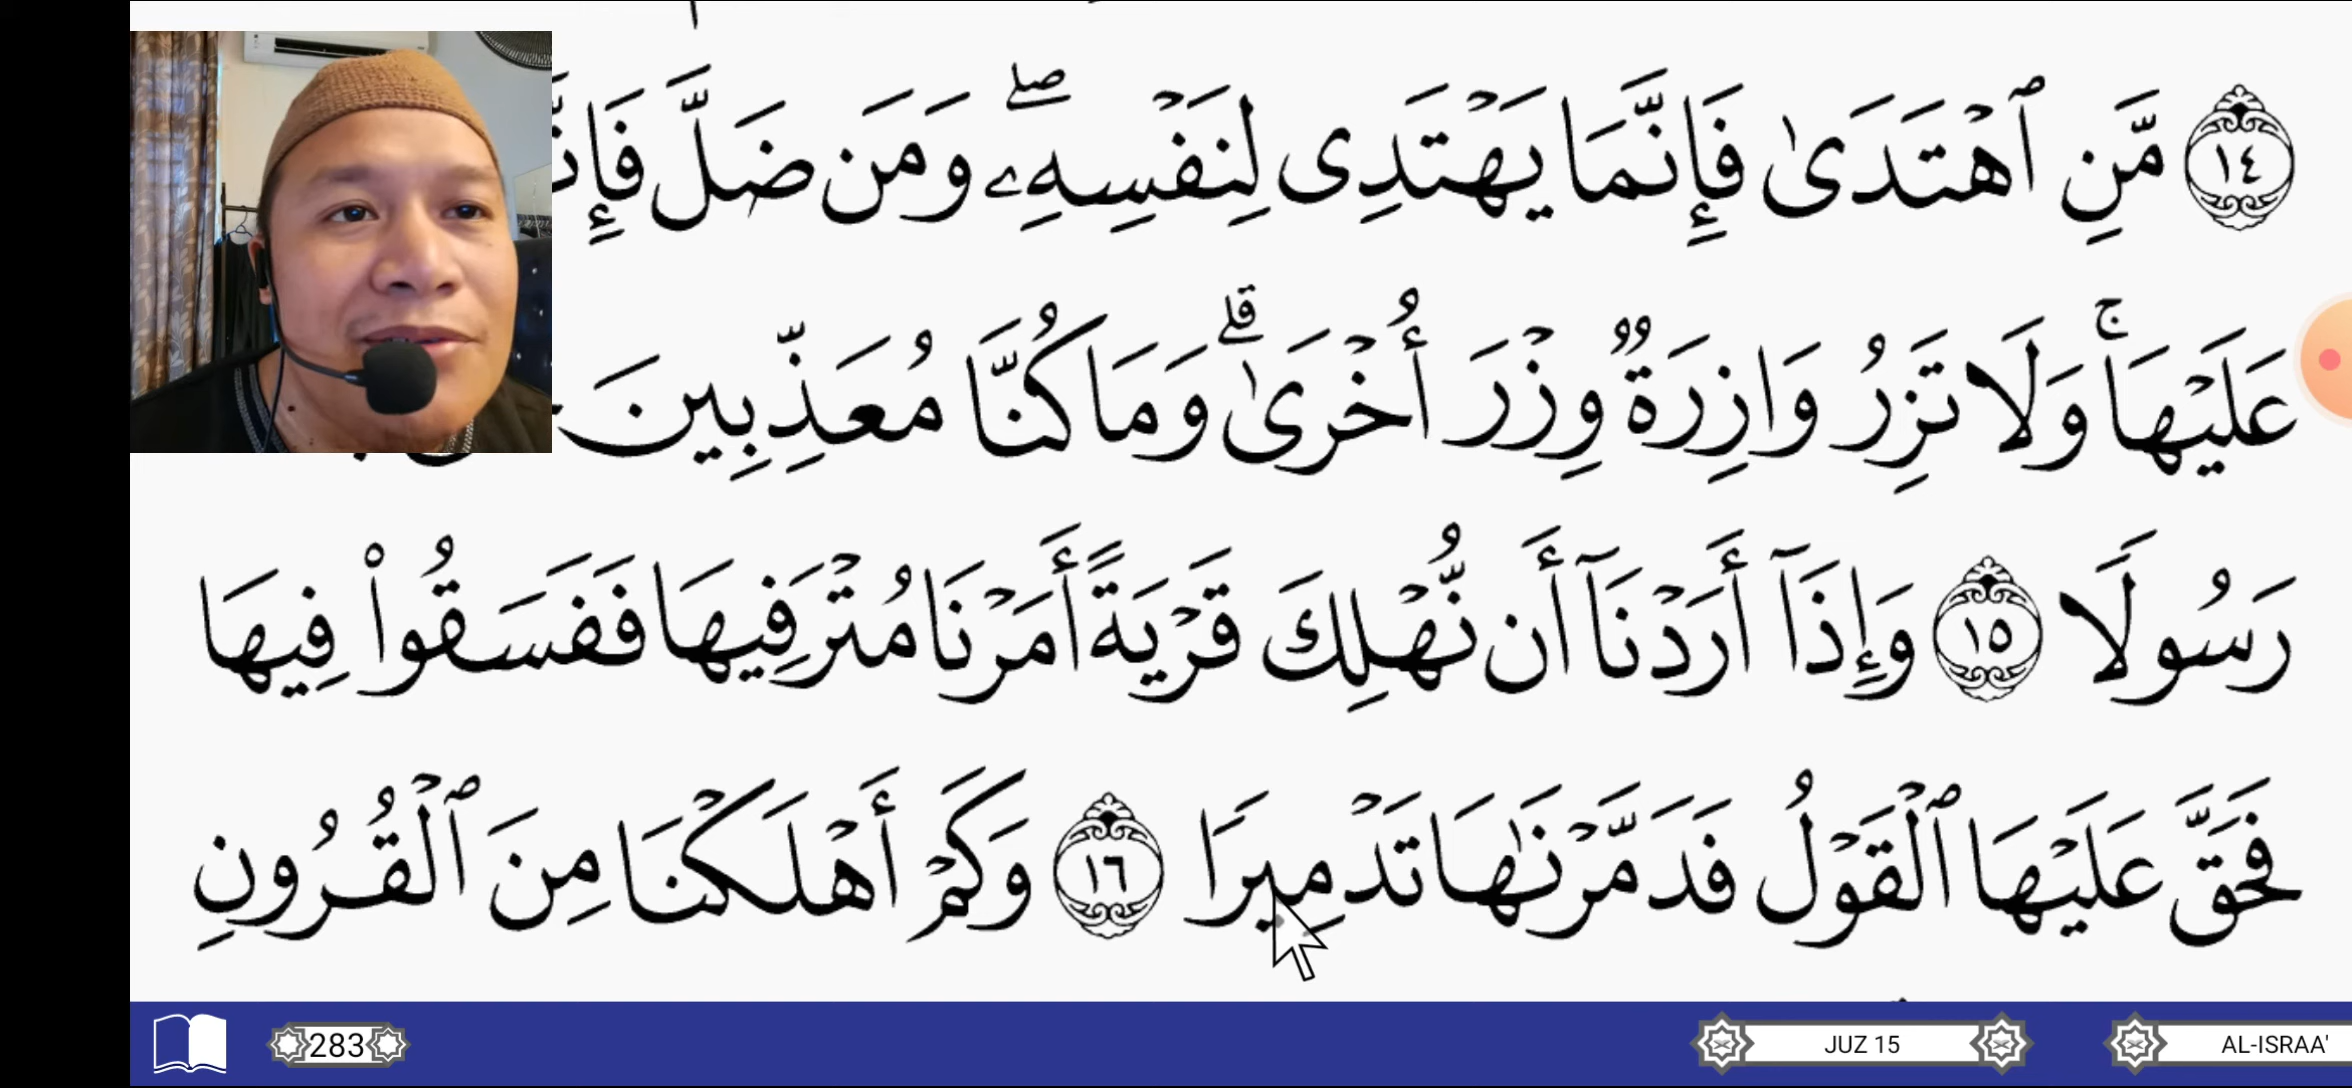 ١٤ مَّنِ ٱهْتَدَىٰ فَإِنَّمَا يَهْتَدِى لِنَفْسِهِۦۖ وَمَن ضَلَّ
عَلَيْهَاۚ وَلَا تَزِرُ وَازِرَةٌۭ وِزْرَ أُخْرَىٰۗ وَمَا كُنَّا مُعَذِّبِينَ
رَسُولًۭا ١٥ وَإِذَآ أَرَدْنَآ أَن نُّهْلِكَ قَرْيَةً أَمَرْنَا مُتْرَفِيهَا فَفَسَقُوا۟ فِيهَا
فَحَقَّ عَلَيْهَا ٱلْقَوْلُ فَدَمَّرْنَـٰهَا تَدْمِيرًۭا ١٦ وَكَمْ أَهْلَكْنَا مِنَ ٱلْقُرُونِ
283 JUZ 15 AL-ISRAA'